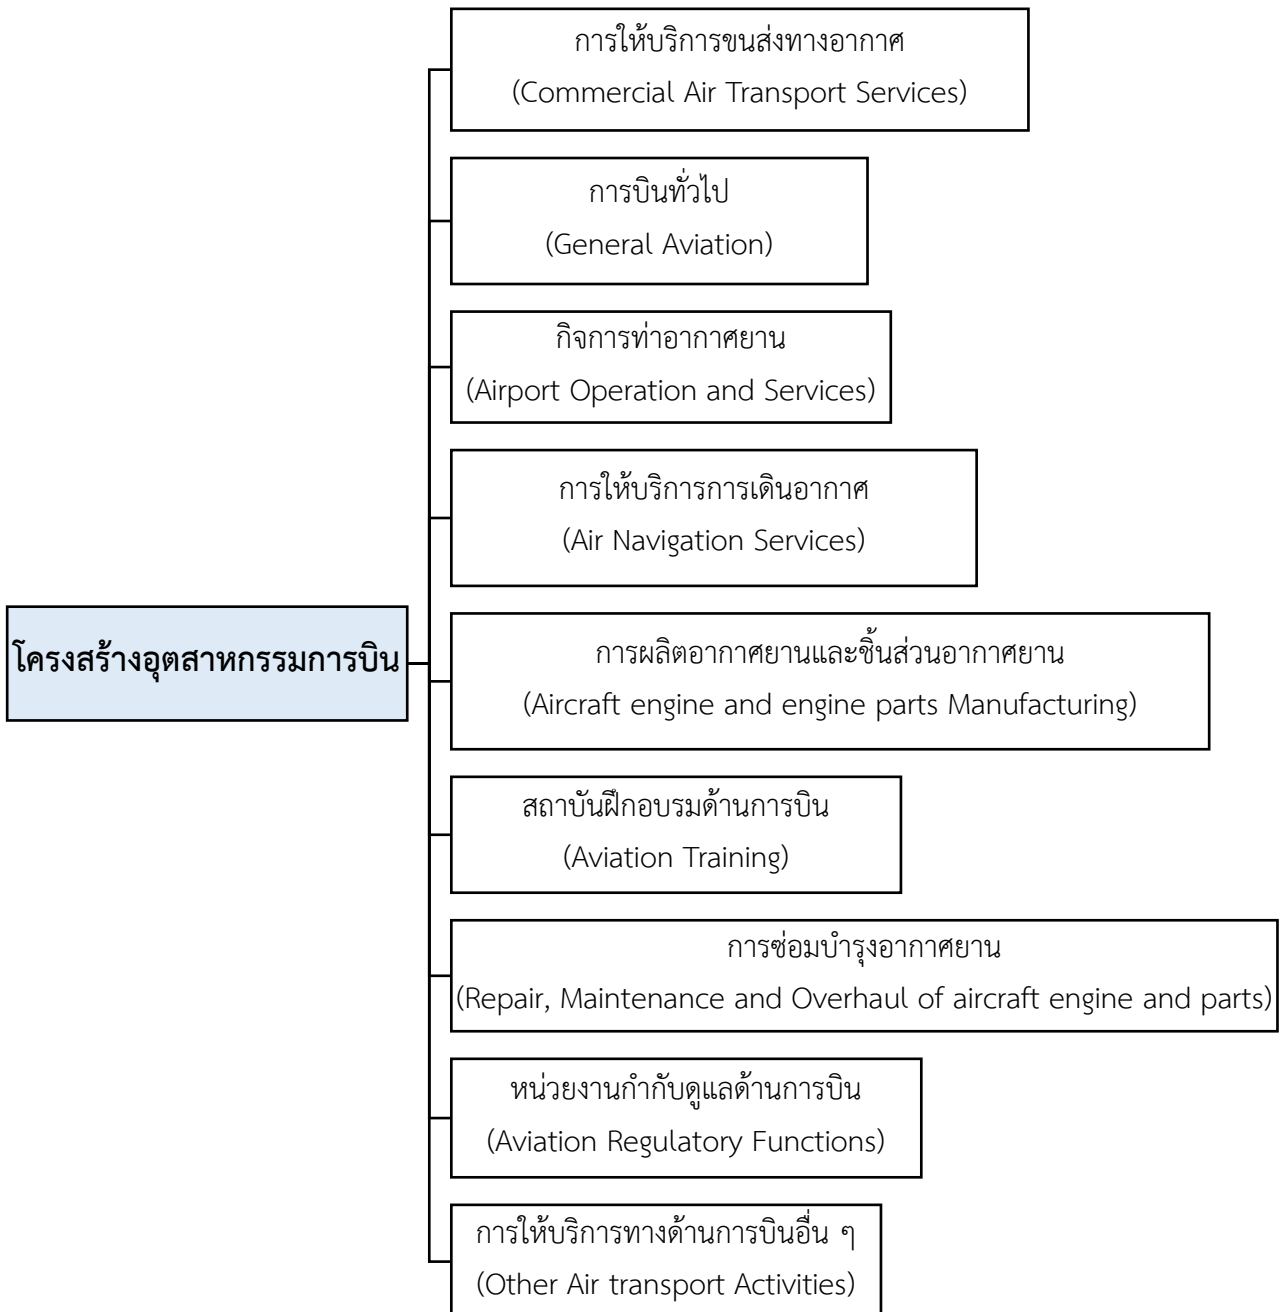 การให้บริการขนส่งทางอากาศ
(Commercial Air Transport Services)
การบินทั่วไป
(General Aviation)
กิจการท่าอากาศยาน
(Airport Operation and Services)
การให้บริการการเดินอากาศ
(Air Navigation Services)
โครงสร้างอุตสาหกรรมการบิน
การผลิตอากาศยานและชิ้นส่วนอากาศยาน
(Aircraft engine and engine parts Manufacturing)
สถาบันฝึกอบรมด้านการบิน
(Aviation Training)
การซ่อมบำรุงอากาศยาน
(Repair, Maintenance and Overhaul of aircraft engine and parts)
หน่วยงานกำกับดูแลด้านการบิน
(Aviation Regulatory Functions)
การให้บริการทางด้านการบินอื่น ๆ
(Other Air transport Activities)